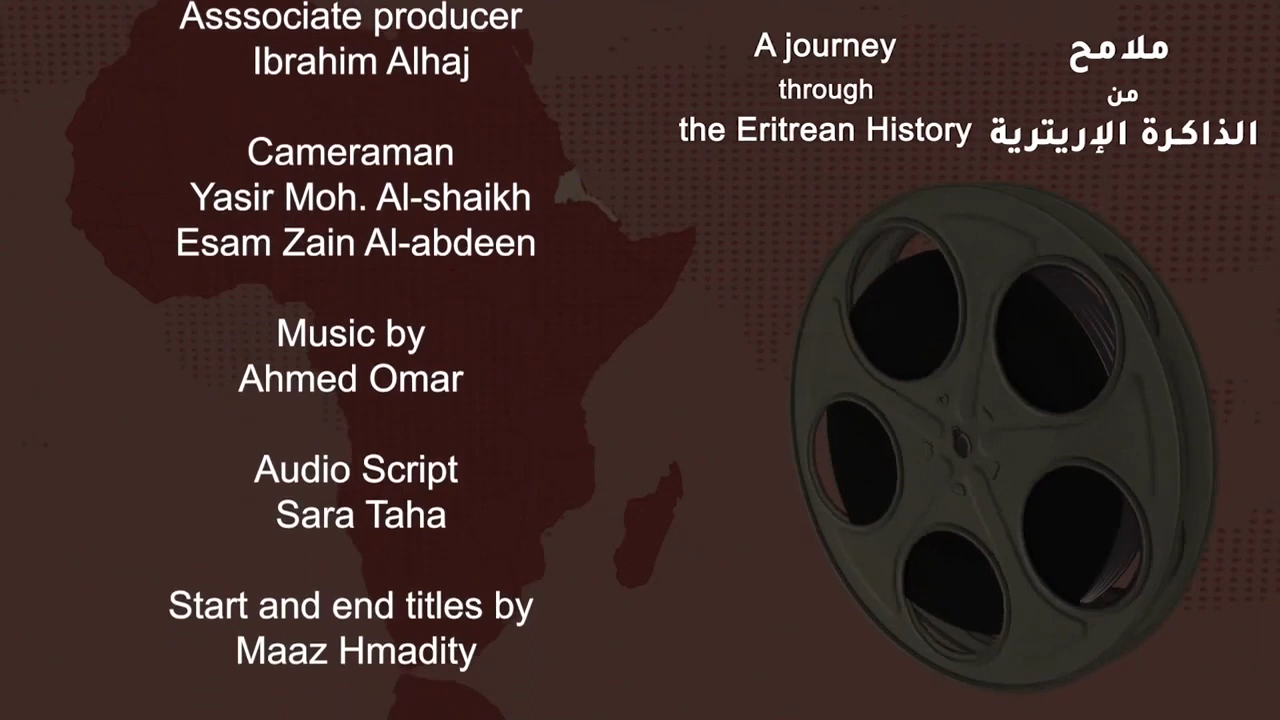 Asssociate producer
Ibrahim Alhaj
Cameraman
Yasir Moh. Al-shaikh
Esam Zain Al-abdeen
Music by
Ahmed Omar
Audio Script
Sara Taha
Start and end titles by
Maaz Hmadity
A journey
through
the Eritrean History
ملامح
من
الذاكرة الإريترية